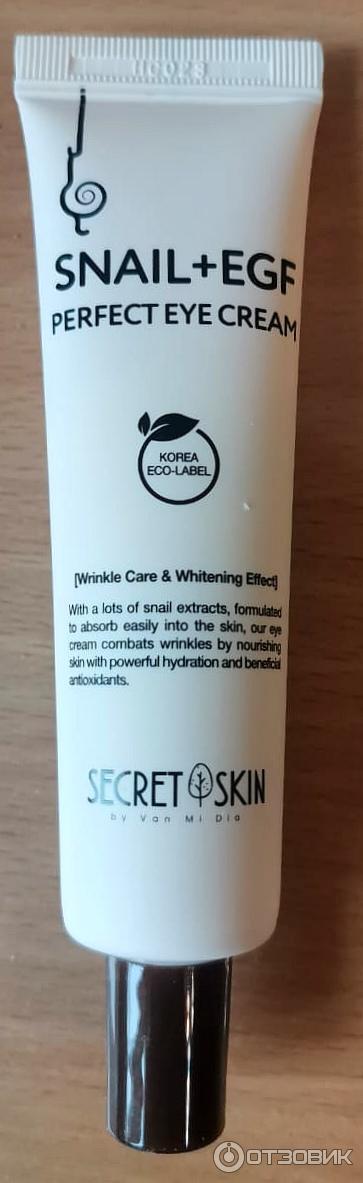 SNAIL+EGF
PERFECT EYE CREAM
KOREA
ECO-LABEL
[Wrinkle Care & Whitening Effect]
With a lots of snail extracts, formulated
to absorb easily into the skin, our eye
cream combats wrinkles by nourishing
skin with powerful hydration and beneficial
antioxidants.
SECRET SKIN
by Van Mi Dia
ОТЗОВИК